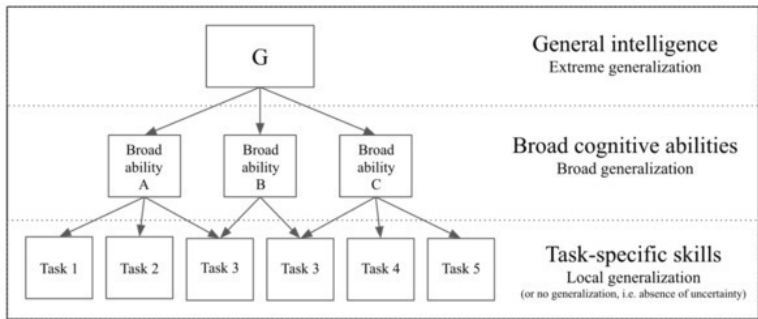 G
General intelligence
Extreme generalization
Broad
ability
A
Broad
ability
B
Broad
ability
C
Broad cognitive abilities
Broad generalization
Task 1
Task 2
Task 3
Task 3
Task 4
Task 5
Task-specific skills
Local generalization
(or no generalization, i.e. absence of uncertainty)